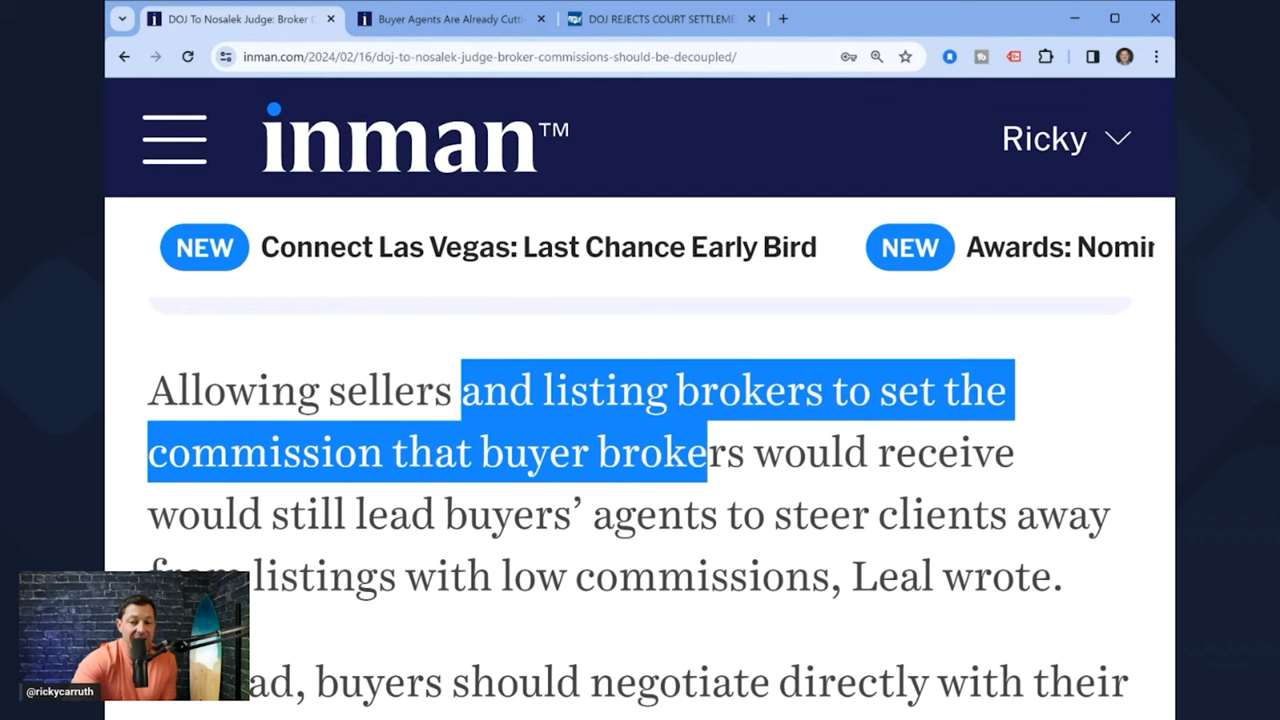 DOJ To Nosalek Judge: Broker C
Buyer Agents Are Already Cutti
DOJ REJECTS COURT SETTLEME
inman.com/2024/02/16/doj-to-nosalek-judge-broker-commissions-should-be-decoupled/
inman™
Ricky
NEW Connect Las Vegas: Last Chance Early Bird
NEW Awards: Nomin
Allowing sellers and listing brokers to set the
commission that buyer brokers would receive
would still lead buyers’ agents to steer clients away
from listings with low commissions, Leal wrote.
ad, buyers should negotiate directly with their
@rickycarruth